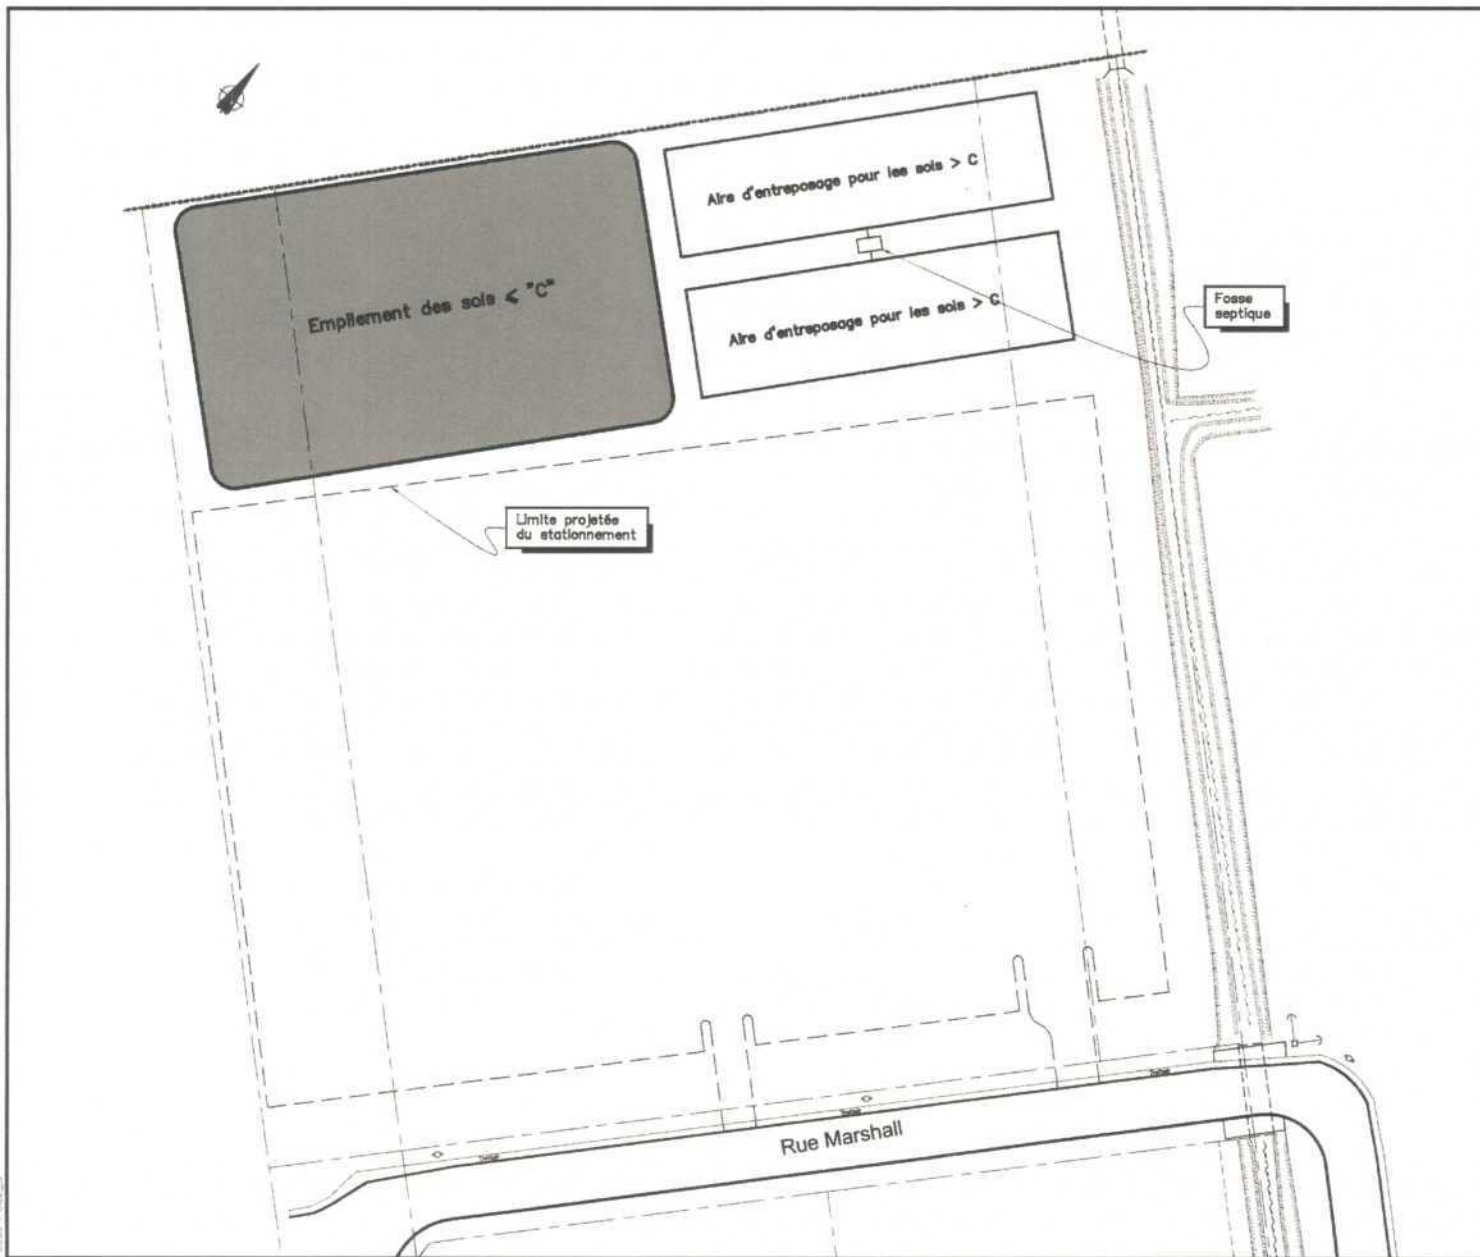 Aire d'entreposage pour les sols > C
Empilement des sols ⩽ "C"
Aire d'entreposage pour les sols > C
Fosse
septique
Limite projetée
du stationnement
Rue Marshall